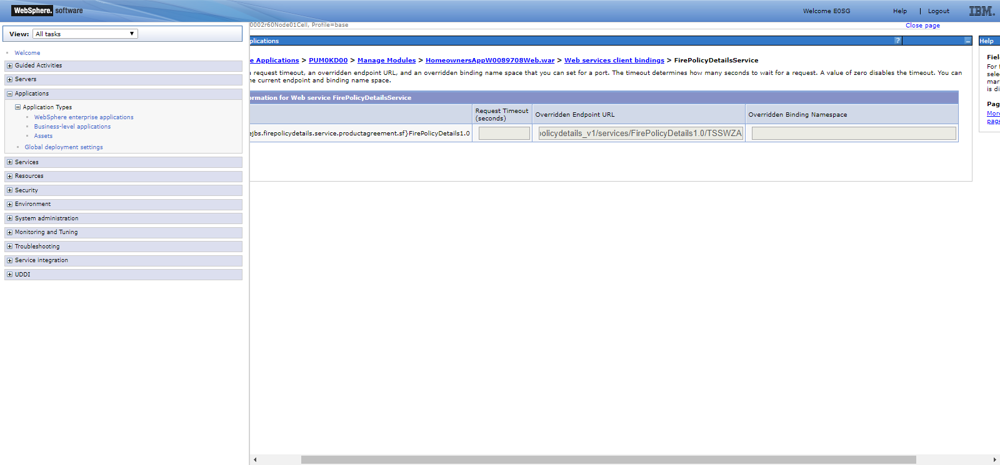 WebSphere. software
Welcome E0SG
Help | Logout
IBM.
View: All tasks
Welcome
Guided Activities
Servers
Applications
Application Types
WebSphere enterprise applications
Business-level applications
Assets
Global deployment settings
Services
Resources
Security
Environment
System administration
Monitoring and Tuning
Troubleshooting
Service integration
UDDI
0002r60Node01Cell, Profile=base
Close page
plications
?
e Applications > PUM0KD00 > Manage Modules > HomeownersAppW0089708Web.war > Web services client bindings > FirePolicyDetailsService
request timeout, an overridden endpoint URL, and an overridden binding name space that you can set for a port. The timeout determines how many seconds to wait for a request. A value of zero disables the timeout. You can
ne current endpoint and binding name space.
ormation for Web service FirePolicyDetailsService
Request Timeout
(seconds)
Overridden Endpoint URL
Overridden Binding Namespace
ejbs.firepolicydetails.service.productagreement.sf}FirePolicyDetails1.0
policydetails_v1/services/FirePolicyDetails1.0/TSSWZA
Help
Fiel
For
sele
mar
is di
Pag
More
page